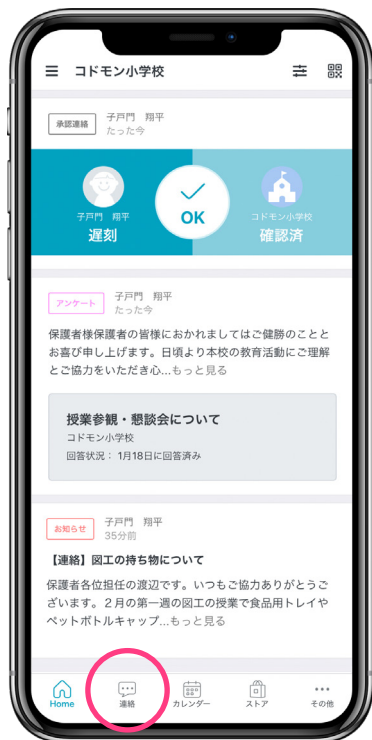 コドモン小学校
承認連絡
子戸門 翔平
たった今
子戸門 翔平
遅刻
OK
コドモン小学校
確認済
アンケート
子戸門 翔平
たった今
保護者様保護者の皆様におかれましてはご健勝のことと
お喜び申し上げます。日頃より本校の教育活動にご理解
とご協力をいただき心...もっと見る
授業参観・懇談会について
コドモン小学校
回答状況： 1月18日に回答済み
お知らせ
子戸門 翔平
35分前
【連絡】図工の持ち物について
保護者各位担任の渡辺です。いつもご協力ありがとうご
ざいます。２月の第一週の図工の授業で食品用トレイや
ペットボトルキャップ...もっと見る
Home
連絡
カレンダー
ストア
その他